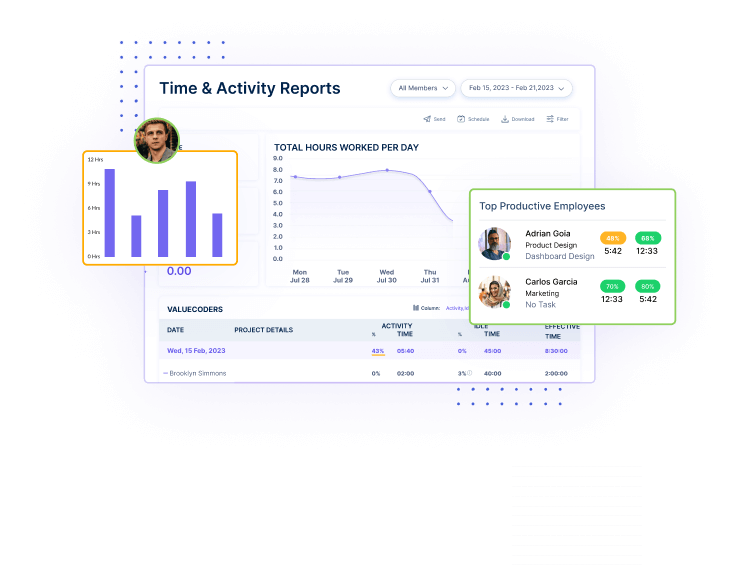 Time & Activity Reports
All Members
Feb 15, 2023 - Feb 21,2023
Send
Schedule
Download
Filter
12 Hrs
9 Hrs
6 Hrs
3 Hrs
0 Hrs
0.00
TOTAL HOURS WORKED PER DAY
9.0
8.0
7.0
6.0
5.0
4.0
3.0
2.0
1.0
0.0
Mon Tue Wed Thu
Jul 28 Jul 29 Jul 30 Jul 31
Top Productive Employees
Adrian Goia
Product Design
Dashboard Design
48% 68%
5:42 12:33
Carlos Garcia
Marketing
No Task
70% 80%
12:33 5:42
VALUECODERS
Column:
DATE PROJECT DETAILS ACTIVITY IDLE EFFECTIVE
% TIME % TIME TIME
Wed, 15 Feb, 2023 43% 05:40 0% 45:00 8:30:00
Brooklyn Simmons 0% 02:00 3% 40:00 2:00:00